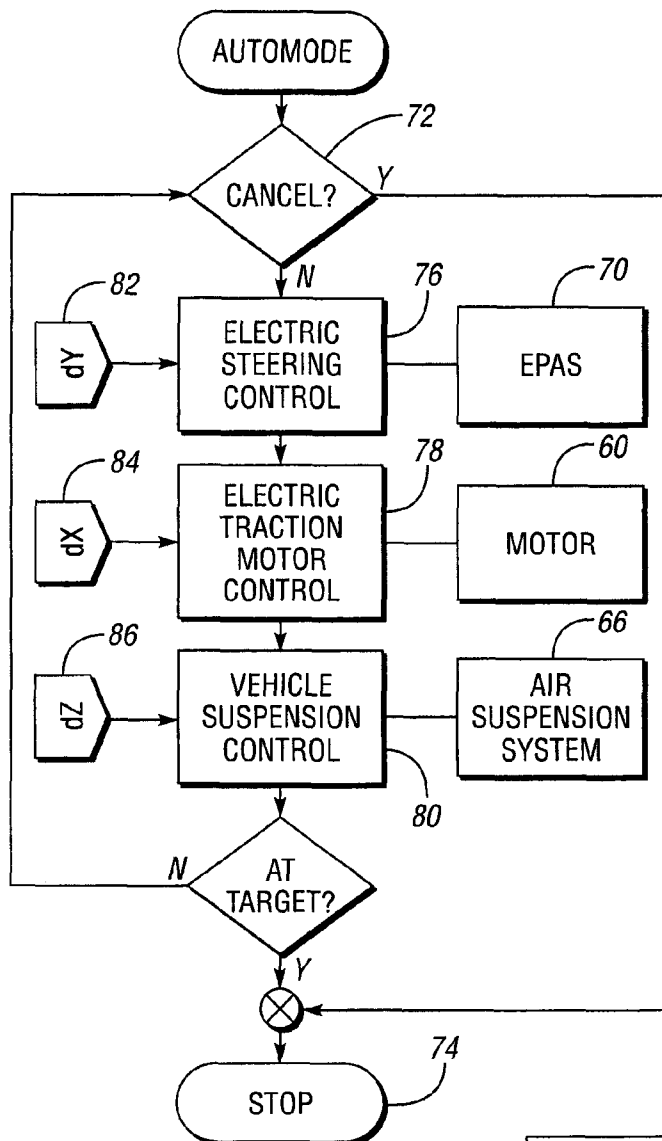 AUTOMODE
72
CANCEL?
Y
N
82
dY
76
ELECTRIC
STEERING
CONTROL
70
EPAS
84
dX
78
ELECTRIC
TRACTION
MOTOR
CONTROL
60
MOTOR
86
dZ
VEHICLE
SUSPENSION
CONTROL
80
66
AIR
SUSPENSION
SYSTEM
N
AT
TARGET?
Y
74
STOP